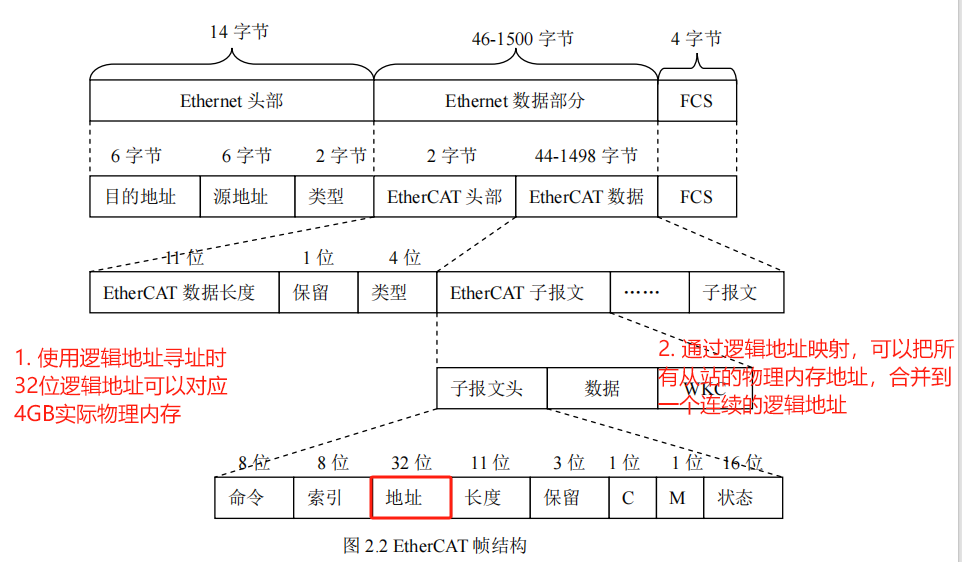 14 字节
46-1500 字节
4 字节
Ethernet 头部
Ethernet 数据部分
FCS
6 字节
6 字节
2 字节
2 字节
44-1498 字节
目的地址
源地址
类型
EtherCAT 头部
EtherCAT 数据
FCS
11 位
1 位
4 位
EtherCAT 数据长度
保留
类型
EtherCAT 子报文
……
子报文
1. 使用逻辑地址寻址时
32位逻辑地址可以对应
4GB实际物理内存
2. 通过逻辑地址映射，可以把所
有从站的物理内存地址，合并到
一个连续的逻辑地址
子报文头
数据
WKC
8 位
8 位
32 位
11 位
3 位
1 位
1 位
16 位
命令
索引
地址
长度
保留
C
M
状态
图 2.2 EtherCAT 帧结构